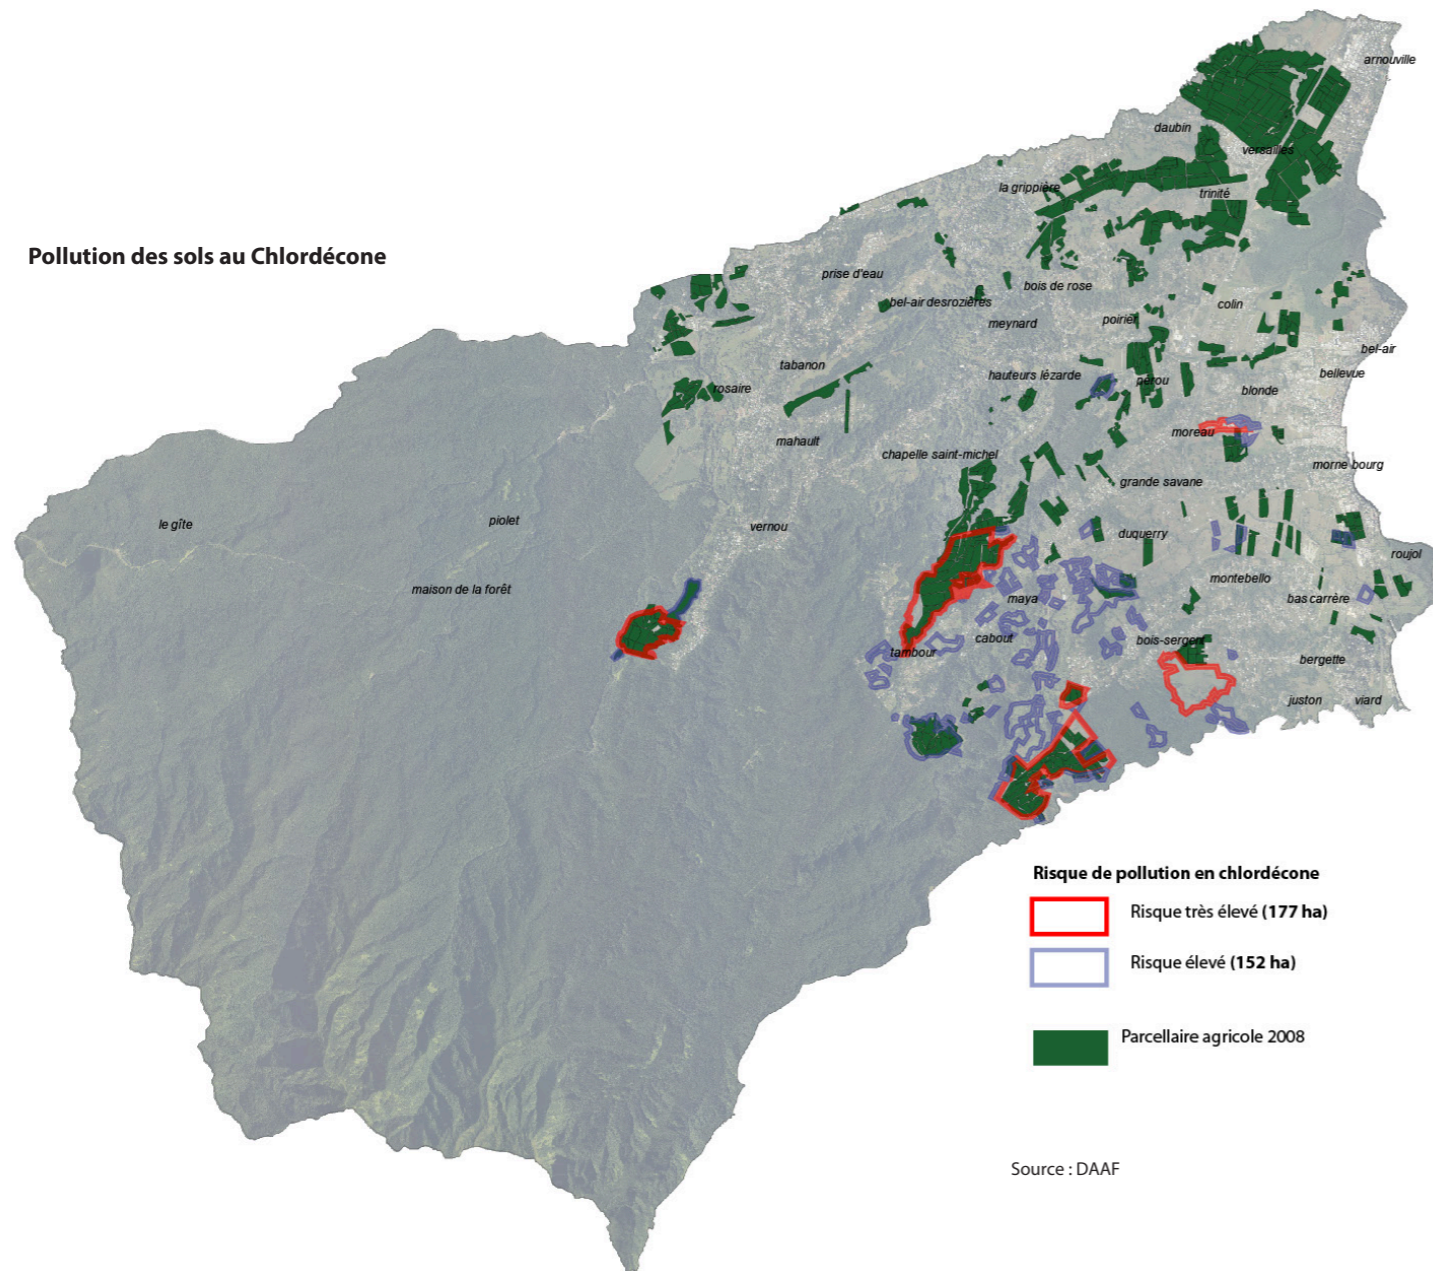 arnouville
daubin
versailles
la grippière
trinité
Pollution des sols au Chlordécone
prise d'eau
bois de rose
bel-air desrozières
colin
meynard
poirier
bel-air
tabanon
hauteurs lézarde
pérou
bellevue
rosaire
blonde
mahault
moreau
chapelle saint-michel
morne bourg
grande savane
le gîte
piolet
vernou
duquerry
roujol
montebello
maison de la forêt
maya
bas carrère
cabout
bois-sergent
tambour
bergette
juston
viard
Risque de pollution en chlordécone
Risque très élevé (177 ha)
Risque élevé (152 ha)
Parcellaire agricole 2008
Source : DAAF